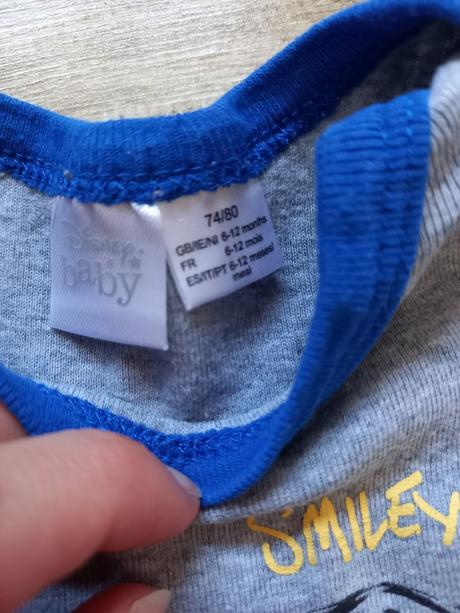 Disney
baby
74/80
GB/IE/NI 6-12 months
FR 6-12 mois
ES/IT/PT 6-12 meses/
mesi
SMILEY